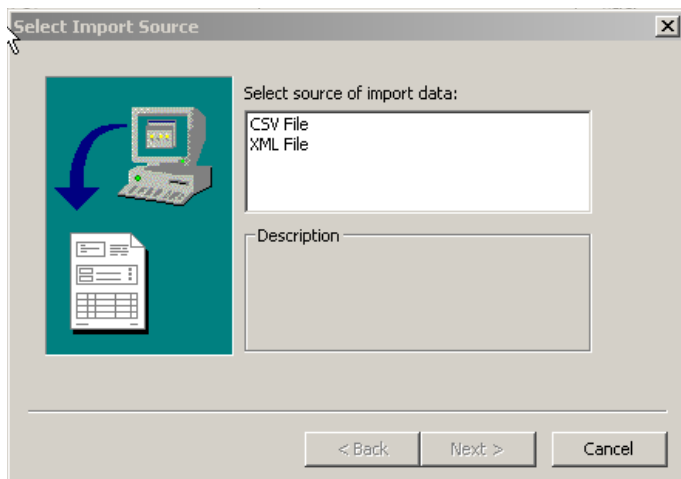 Select Import Source
Select source of import data:
CSV File
XML File
Description
< Back
Next >
Cancel